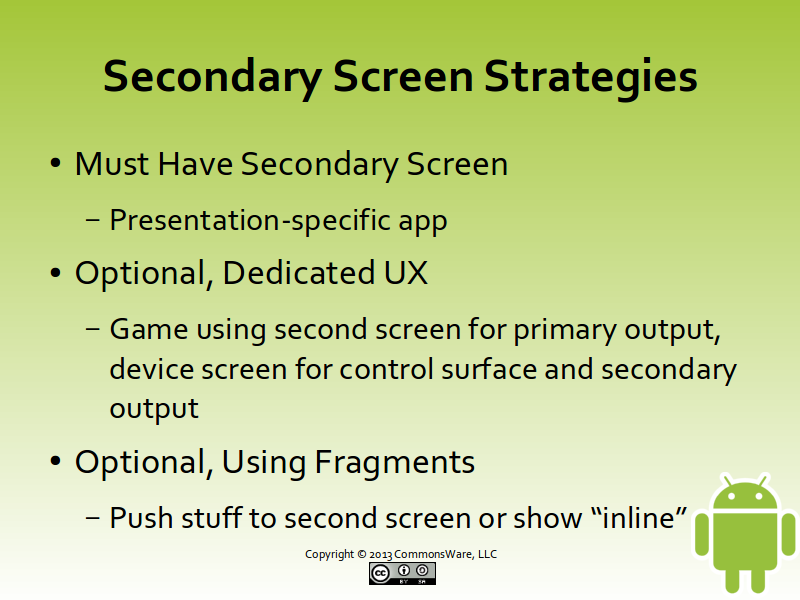 Secondary Screen Strategies
• Must Have Secondary Screen
– Presentation-specific app
• Optional, Dedicated UX
– Game using second screen for primary output,
device screen for control surface and secondary
output
• Optional, Using Fragments
– Push stuff to second screen or show “inline”
Copyright © 2013 CommonsWare, LLC
cc
BY SA